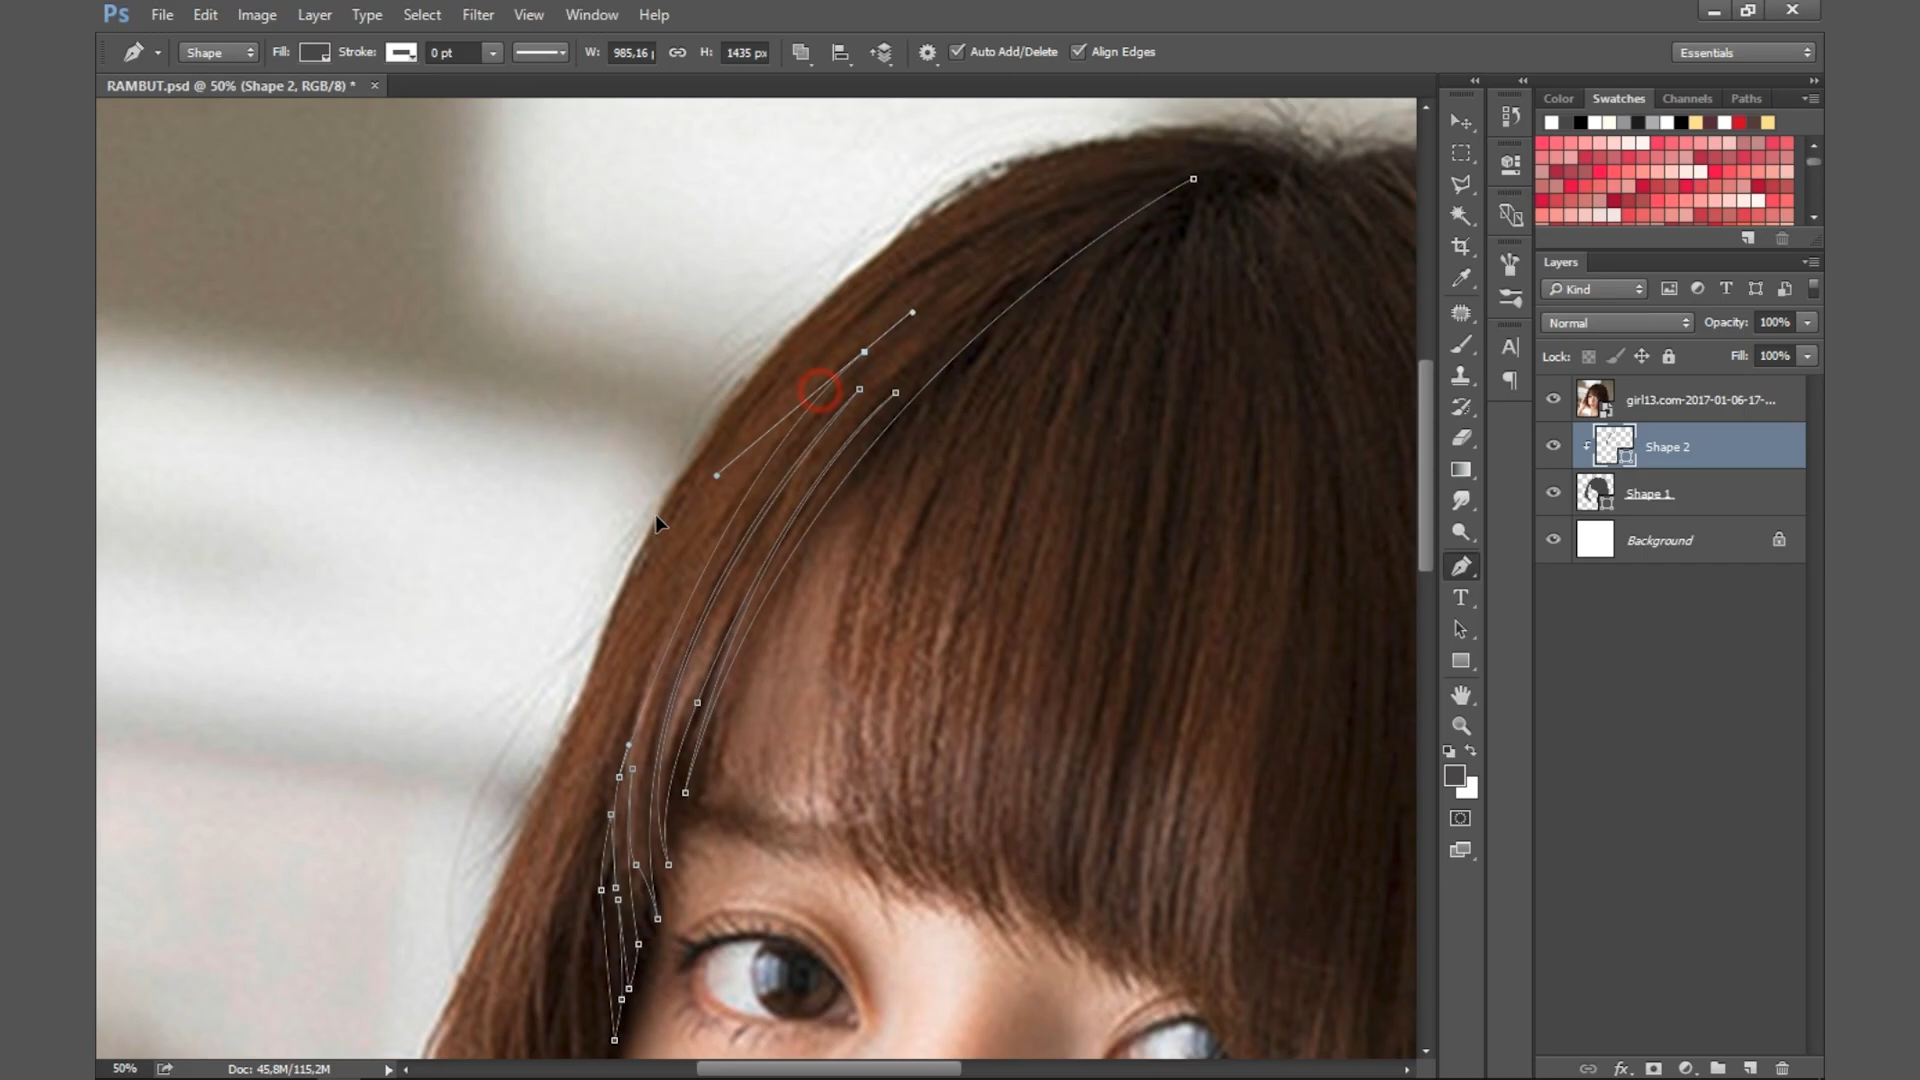 Ps File Edit Image Layer Type Select Filter View Window Help
Shape Fill: Stroke: 0 pt W: 985,16 | H: 1435 px Auto Add/Delete Align Edges Essentials
RAMBUT.psd @ 50% (Shape 2, RGB/8) * ×
Color Swatches Channels Paths
Layers
Kind T
Normal Opacity: 100%
Lock: Fill: 100%
girl13.com-2017-01-06-17-...
Shape 2
Shape 1
Background
A
T
50% Doc: 45,8M/115,2M
fx